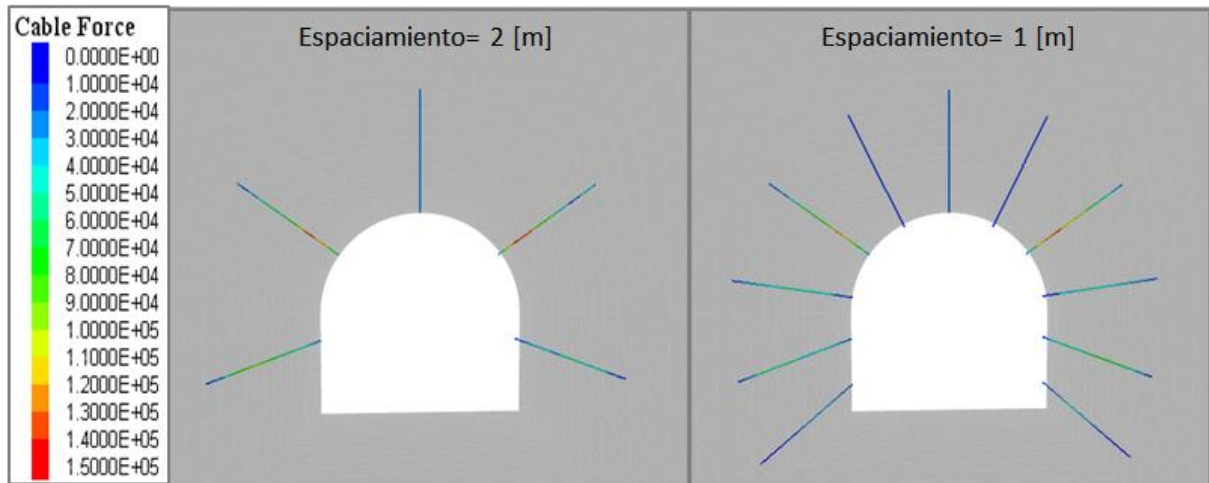 Cable Force
0.0000E+00
1.0000E+04
2.0000E+04
3.0000E+04
4.0000E+04
5.0000E+04
6.0000E+04
7.0000E+04
8.0000E+04
9.0000E+04
1.0000E+05
1.1000E+05
1.2000E+05
1.3000E+05
1.4000E+05
1.5000E+05
Espaciamiento= 2 [m]
Espaciamiento= 1 [m]